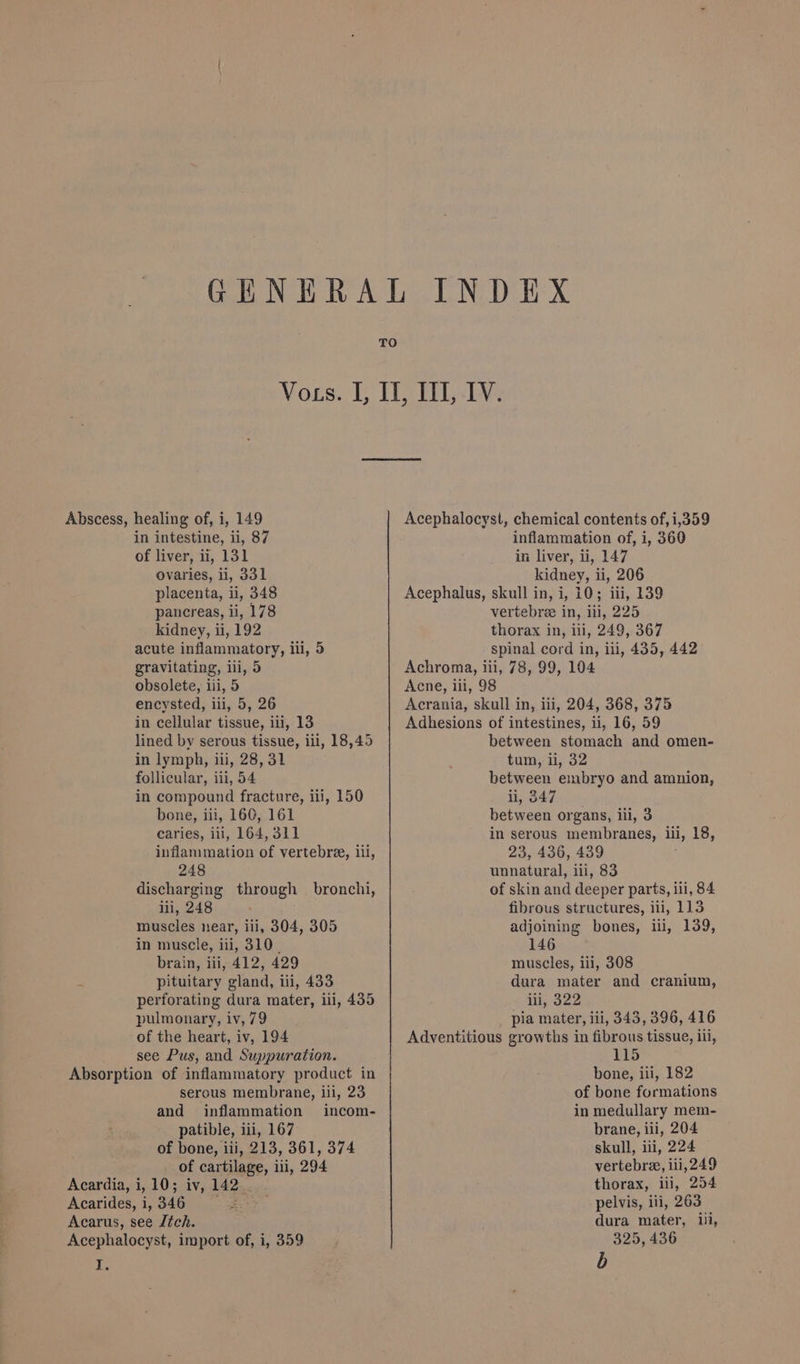 GENERAL INDEX
TO
VOLS. I, II, III, IV.
Abscess, healing of, i, 149
in intestine, ii, 87
of liver, ii, 131
ovaries, ii, 331
placenta, ii, 348
pancreas, ii, 178
kidney, ii, 192
acute inflammatory, iii, 5
gravitating, iii, 5
obsolete, iii, 5
encysted, iii, 5, 26
in cellular tissue, iii, 13
lined by serous tissue, iii, 18,45
in lymph, iii, 28, 31
follicular, iii, 54
in compound fracture, iii, 150
bone, iii, 160, 161
caries, iii, 164, 311
inflammation of vertebræ, iii,
248
discharging through bronchi,
iii, 248
muscles near, iii, 304, 305
in muscle, iii, 310
brain, iii, 412, 429
pituitary gland, iii, 433
perforating dura mater, iii, 435
pulmonary, iv, 79
of the heart, iv, 194
see Pus, and Suppuration.
Absorption of inflammatory product in
serous membrane, iii, 23
and inflammation incom-
patible, iii, 167
of bone, iii, 213, 361, 374
of cartilage, iii, 294
Acardia, i, 10; iv, 142
Acarides, i, 346
Acarus, see Itch.
Acephalocyst, import of, i, 359
I.
Acephalocyst, chemical contents of, i,359
inflammation of, i, 360
in liver, ii, 147
kidney, ii, 206
Acephalus, skull in, i, 10; iii, 139
vertebræ in, iii, 225
thorax in, iii, 249, 367
spinal cord in, iii, 435, 442
Achroma, iii, 78, 99, 104
Acne, iii, 98
Acrania, skull in, iii, 204, 368, 375
Adhesions of intestines, ii, 16, 59
between stomach and omen-
tum, ii, 32
between embryo and amnion,
ii, 347
between organs, iii, 3
in serous membranes, iii, 18,
23, 436, 439
unnatural, iii, 83
of skin and deeper parts, iii, 84
fibrous structures, iii, 113
adjoining bones, iii, 139,
146
muscles, iii, 308
dura mater and cranium,
iii, 322
pia mater, iii, 343, 396, 416
Adventitious growths in fibrous tissue, iii,
115
bone, iii, 182
of bone formations
in medullary mem-
brane, iii, 204
skull, iii, 224
vertebræ, iii,249
thorax, iii, 254
pelvis, iii, 263
dura mater, iii,
325, 436
b